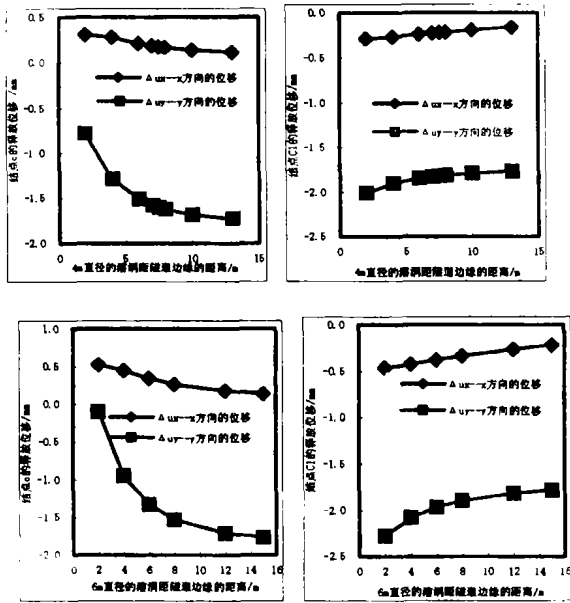 0.5
0.0
-0.5
-1.0
-1.5
-2.0
结点c的释放位移/mm
Δux--x方向的位移
Δuy--y方向的位移
0 5 10 15
4m直径的溶洞距隧道边缘的距离/m
0.0
-0.5
-1.0
-1.5
-2.0
-2.5
结点C1的释放位移/mm
Δux--x方向的位移
Δuy--y方向的位移
0 5 10 15
4m直径的溶洞距隧道边缘的距离/m
1.0
0.5
0.0
-0.5
-1.0
-1.5
-2.0
结点c的释放位移/mm
Δux--x方向的位移
Δuy--y方向的位移
0 2 4 6 8 10 12 14 16
6m直径的溶洞距隧道边缘的距离/m
0.0
-0.5
-1.0
-1.5
-2.0
-2.5
结点C1的释放位移/mm
Δux--x方向的位移
Δuy--y方向的位移
0 2 4 6 8 10 12 14 16
6m直径的溶洞距隧道边缘的距离/m